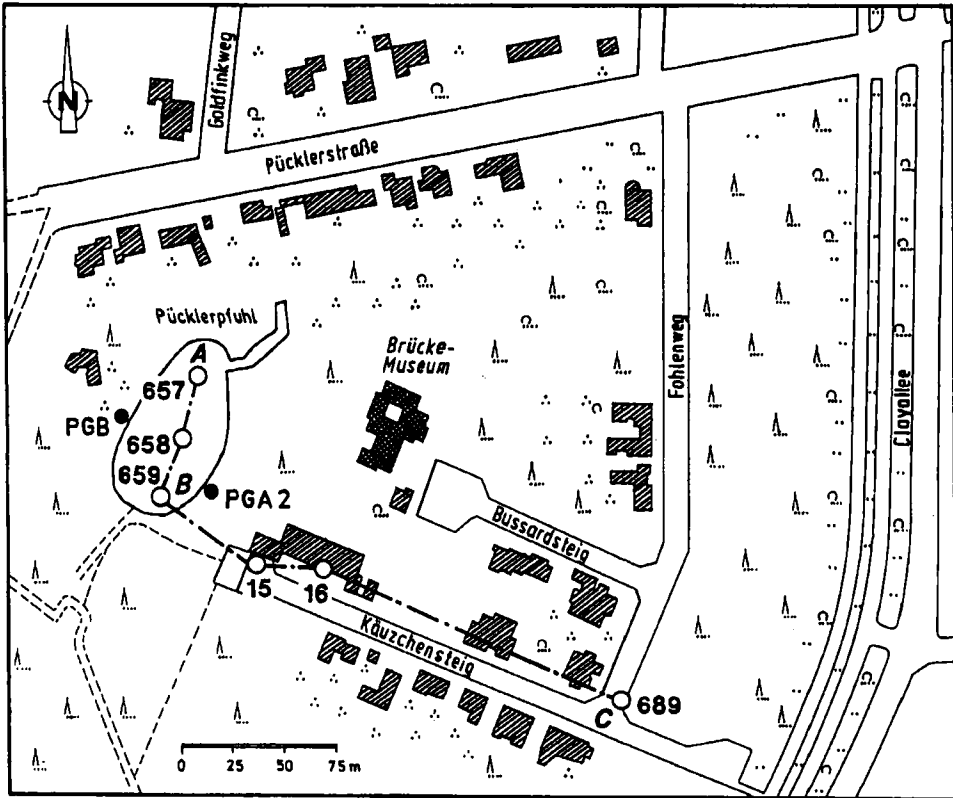 N
Goldfinkweg
Pücklerstraße
Pücklerpfuhl
Brücke-
Museum
A
657
PGB
658
659
B
PGA 2
Fohlenweg
Clayallee
Bussardsteig
15
16
Käuzchensteig
C
689
0 25 50 75 m